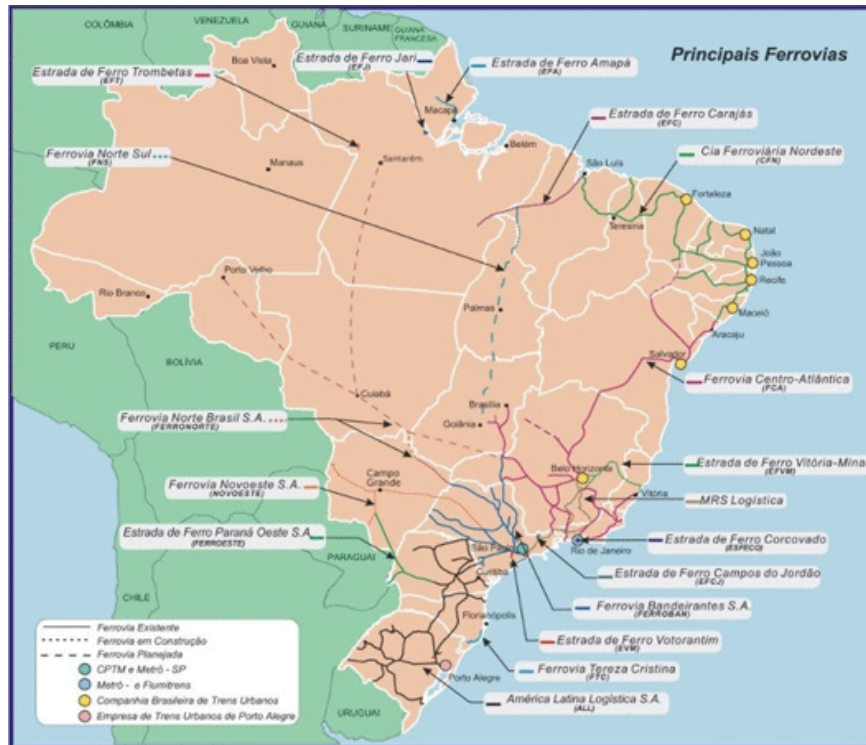 COLÔMBIA
VENEZUELA
GUIANA
SURINAME
GUIANA
FRANCESA
Principais Ferrovias
Boa Vista
Estrada de Ferro Jari
(EFJ)
Estrada de Ferro Amapá
(EFA)
Estrada de Ferro Trombetas
(EFT)
Macapá
Estrada de Ferro Carajás
(EFC)
Belém
Cia Ferroviária Nordeste
(CFN)
Ferrovia Norte Sul
(FNS)
Manaus
Santarém
São Luís
Fortaleza
Teresina
Natal
João
Pessoa
Recife
Porto Velho
Rio Branco
Palmas
Maceió
Aracaju
PERU
BOLÍVIA
Salvador
Ferrovia Centro-Atlântica
(FCA)
Cuiabá
Brasília
Goiânia
Ferrovia Norte Brasil S.A.
(FERRONORTE)
Estrada de Ferro Vitória-Mina
(EFVM)
Belo Horizonte
Ferrovia Novoeste S.A.
(NOVOESTE)
Campo
Grande
MRS Logística
Vitória
Estrada de Ferro Paraná Oeste S.A
(FERROESTE)
PARAGUAI
São Paulo
Rio de Janeiro
Estrada de Ferro Corcovado
(ESFECO)
Curitiba
Estrada de Ferro Campos do Jordão
(EFCJ)
CHILE
Ferrovia Bandeirantes S.A.
(FERROBAN)
Florianópolis
Estrada de Ferro Votorantim
(EVM)
Ferrovia Tereza Cristina
(FTC)
Porto Alegre
América Latina Logística S.A.
(ALL)
URUGUAI
Ferrovia Existente
Ferrovia em Construção
Ferrovia Planejada
CPTM e Metrô - SP
Metrô - e Flumitrens
Companhia Brasileira de Trens Urbanos
Empresa de Trens Urbanos de Porto Alegre